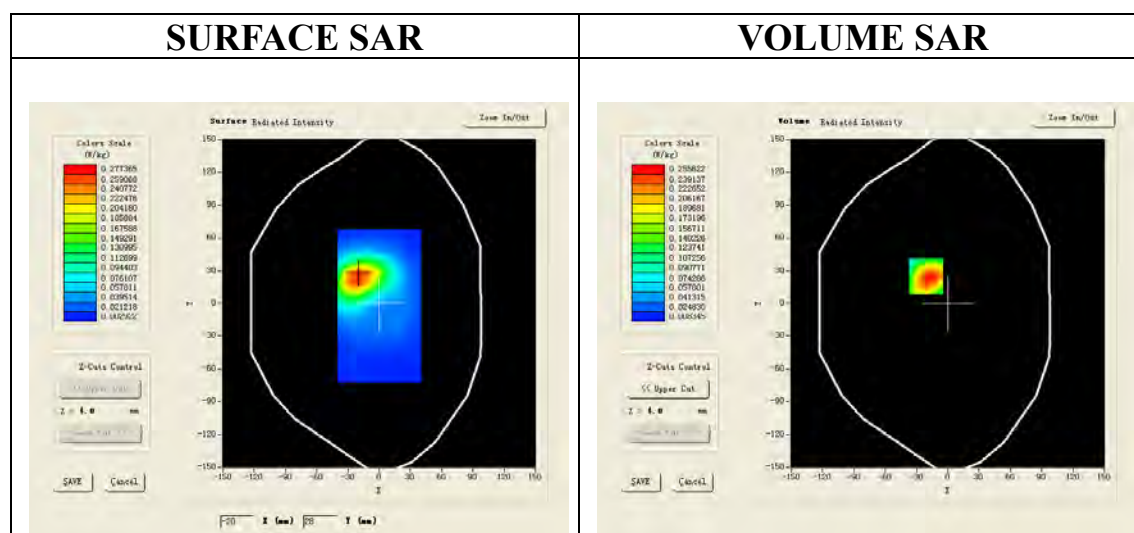 SURFACE SAR
VOLUME SAR
Surface Radiated Intensity
Zoom In/Out
Colors Scale
(W/kg)
0.277365
0.259068
0.240772
0.222476
0.204180
0.185884
0.167588
0.149291
0.130995
0.112699
0.094403
0.076107
0.057811
0.039514
0.021218
150
120
90
60
30
0
-30
-60
-90
-120
-150
-150 -120 -90 -60 -30 0 30 60 90 120 150
Z-Cuts Control
Z = 4.0 mm
SAVE
Cancel
-20 X (mm) 28 Y (mm)
Volume Radiated Intensity
Zoom In/Out
Colors Scale
(W/kg)
0.255622
0.239137
0.222652
0.206167
0.189681
0.173196
0.156711
0.140226
0.123741
0.107256
0.090771
0.074286
0.057801
0.041315
0.024830
0.008345
150
120
90
60
30
0
-30
-60
-90
-120
-150
-150 -120 -90 -60 -30 0 30 60 90 120 150
Z-Cuts Control
<< Upper Cut
Z = 4.0 mm
SAVE
Cancel